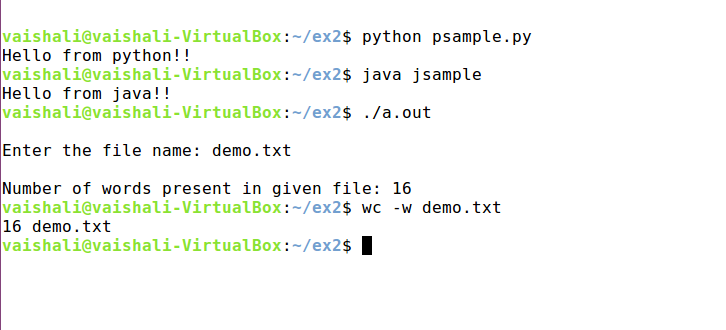 vaishali@vaishali-VirtualBox:~/ex2$ python psample.py
Hello from python!!
vaishali@vaishali-VirtualBox:~/ex2$ java jsample
Hello from java!!
vaishali@vaishali-VirtualBox:~/ex2$ ./a.out
Enter the file name: demo.txt
Number of words present in given file: 16
vaishali@vaishali-VirtualBox:~/ex2$ wc -w demo.txt
16 demo.txt
vaishali@vaishali-VirtualBox:~/ex2$